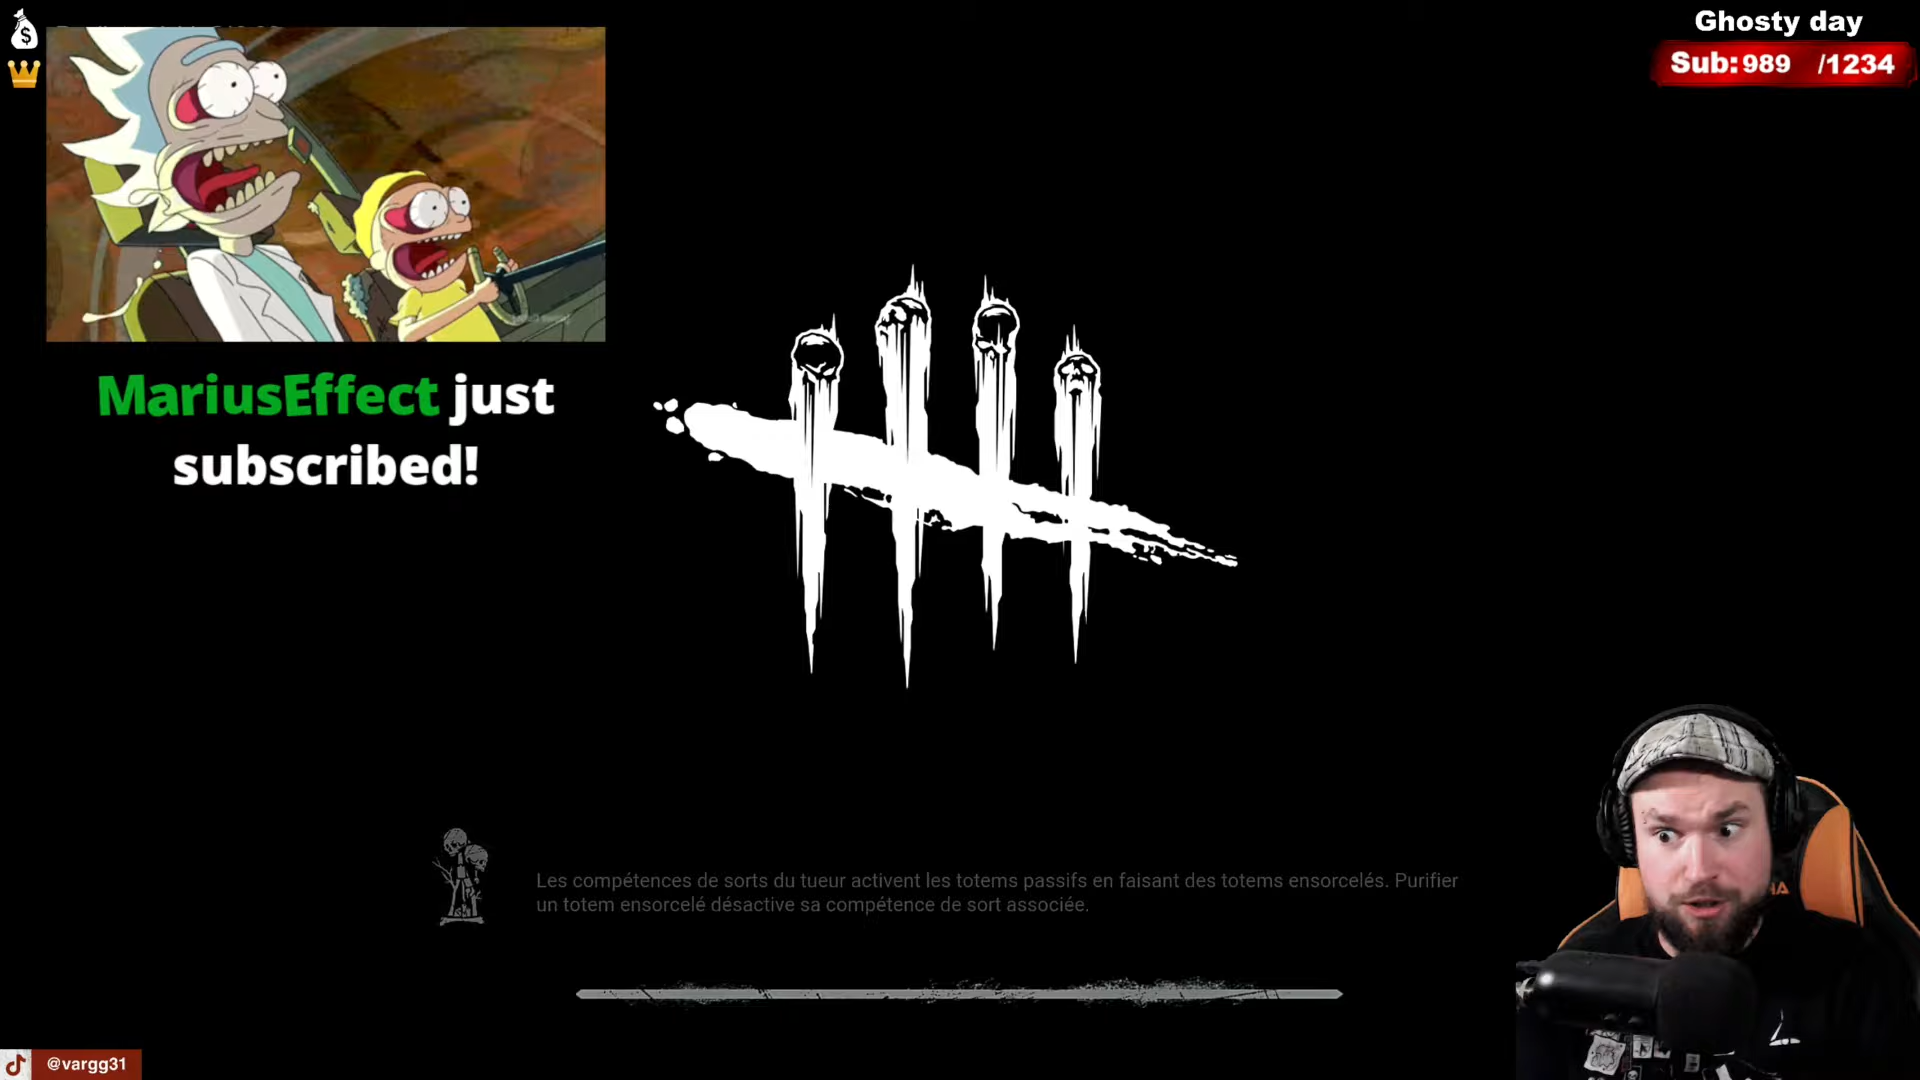 Ghosty day
Sub:989 /1234
MariusEffect just
subscribed!
Les compétences de sorts du tueur activent les totems passifs en faisant des totems ensorcelés. Purifier
un totem ensorcelé désactive sa compétence de sort associée.
@vargg31